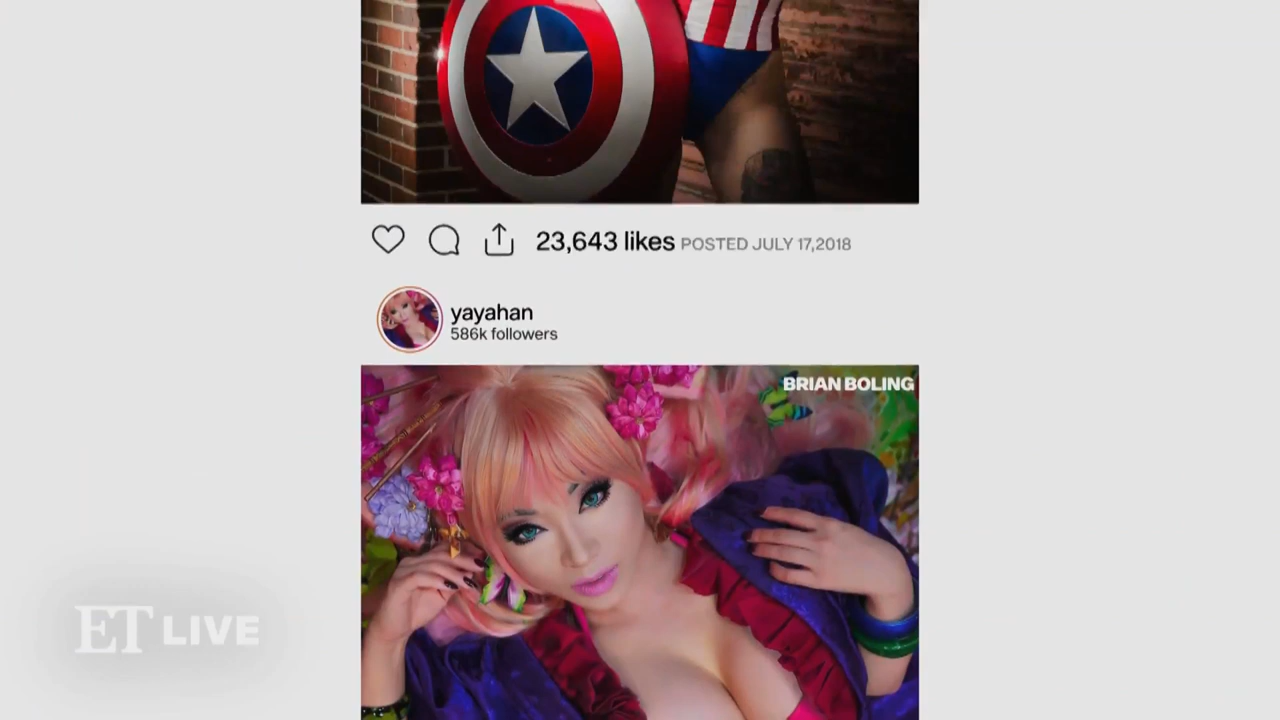 23,643 likes POSTED JULY 17,2018
yayahan
586k followers
BRIAN BOLING
ET LIVE